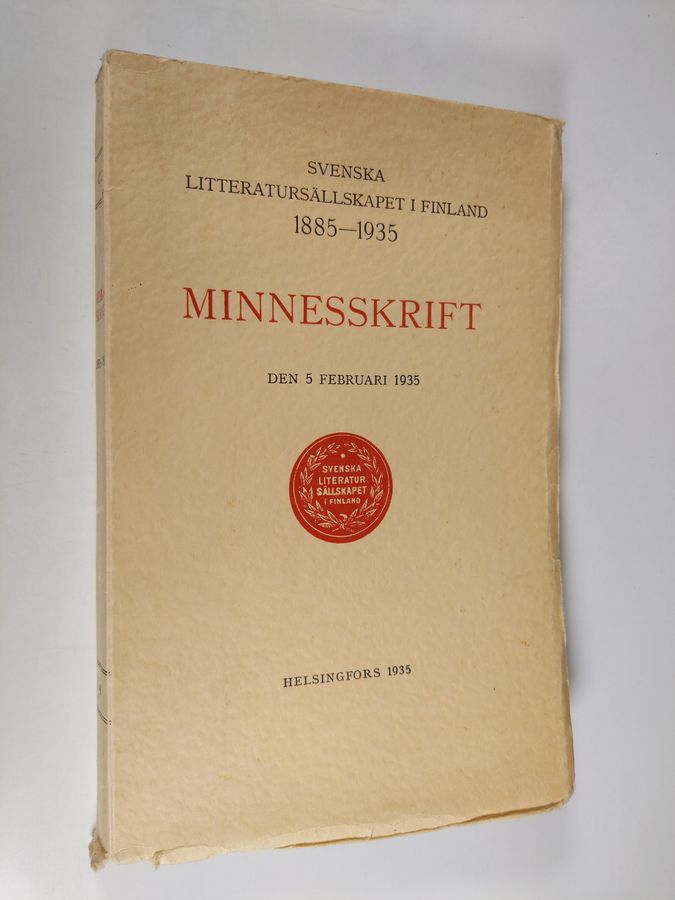 SVENSKA
LITTERATURSÄLLSKAPET I FINLAND
1885—1935
MINNESSKRIFT
DEN 5 FEBRUARI 1935
SVENSKA
LITERATUR
SÄLLSKAPET
I FINLAND
HELSINGFORS 1935